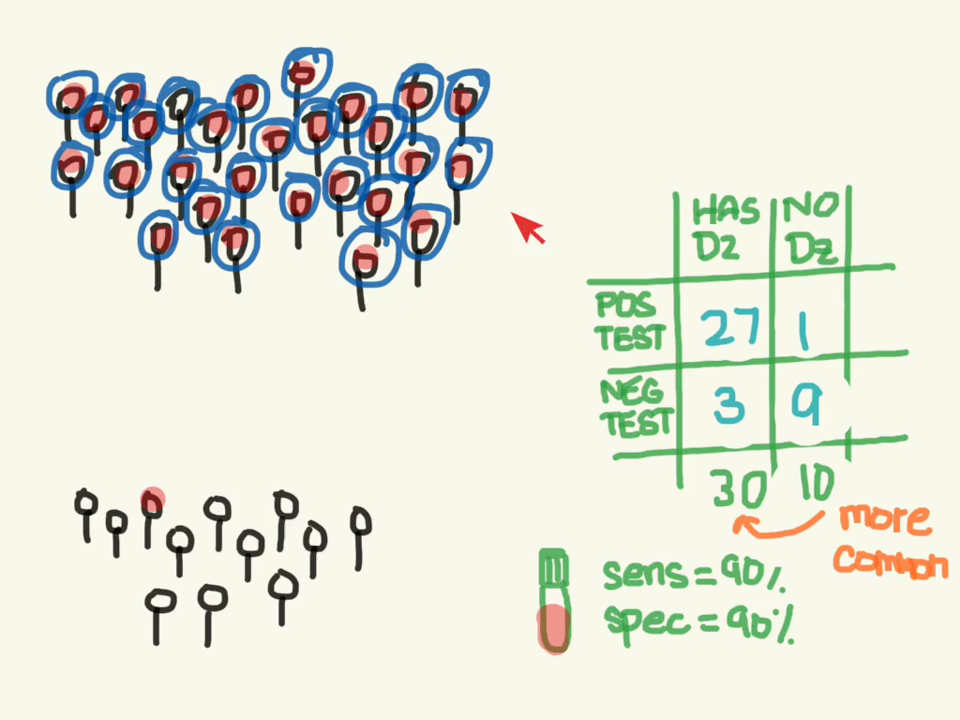 HAS NO
Dz Dz
POS
TEST 27 1
NEG
TEST 3 9
30 10
more
common
sens=90%
spec=90%